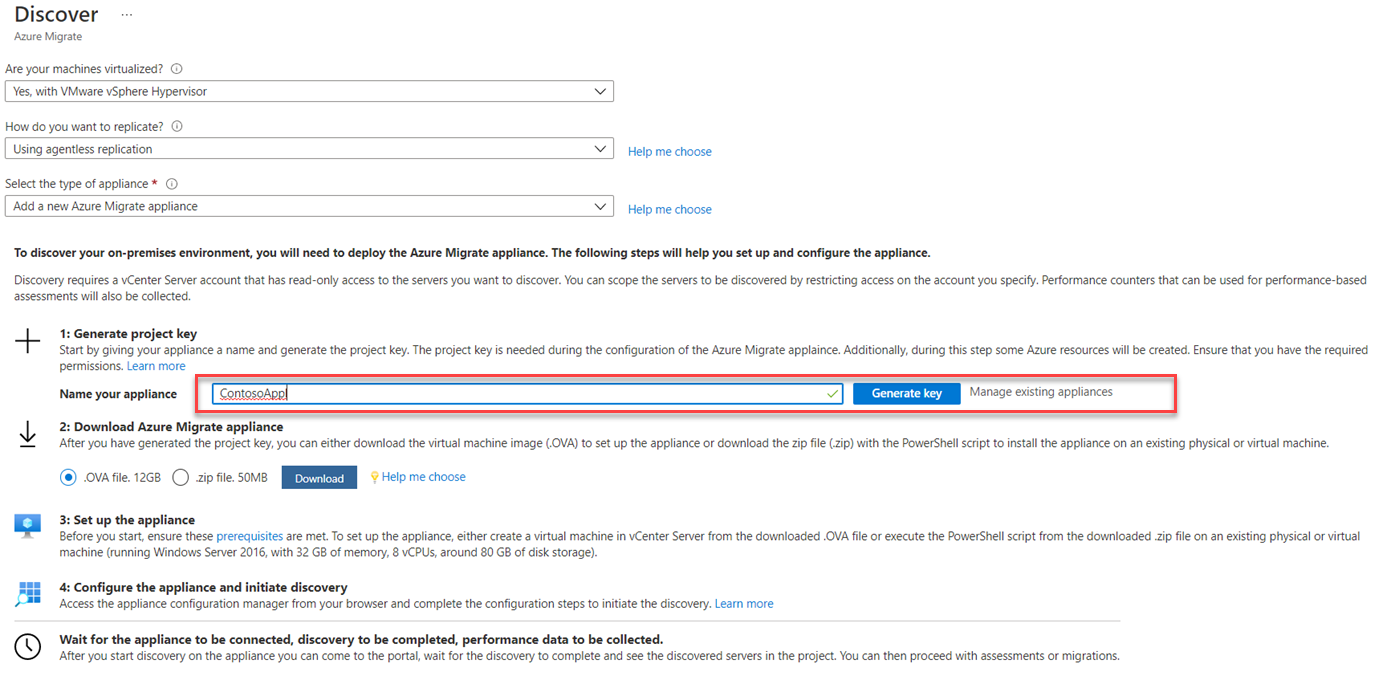 Discover ...
Azure Migrate
Are your machines virtualized?
Yes, with VMware vSphere Hypervisor
How do you want to replicate?
Using agentless replication
Help me choose
Select the type of appliance *
Add a new Azure Migrate appliance
Help me choose
To discover your on-premises environment, you will need to deploy the Azure Migrate appliance. The following steps will help you set up and configure the appliance.
Discovery requires a vCenter Server account that has read-only access to the servers you want to discover. You can scope the servers to be discovered by restricting access on the account you specify. Performance counters that can be used for performance-based
assessments will also be collected.
1: Generate project key
Start by giving your appliance a name and generate the project key. The project key is needed during the configuration of the Azure Migrate applaince. Additionally, during this step some Azure resources will be created. Ensure that you have the required
permissions. Learn more
Name your appliance ContosoAppl Generate key Manage existing appliances
2: Download Azure Migrate appliance
After you have generated the project key, you can either download the virtual machine image (.OVA) to set up the appliance or download the zip file (.zip) with the PowerShell script to install the appliance on an existing physical or virtual machine.
.OVA file. 12GB .zip file. 50MB Download Help me choose
3: Set up the appliance
Before you start, ensure these prerequisites are met. To set up the appliance, either create a virtual machine in vCenter Server from the downloaded .OVA file or execute the PowerShell script from the downloaded .zip file on an existing physical or virtual
machine (running Windows Server 2016, with 32 GB of memory, 8 vCPUs, around 80 GB of disk storage).
4: Configure the appliance and initiate discovery
Access the appliance configuration manager from your browser and complete the configuration steps to initiate the discovery. Learn more
Wait for the appliance to be connected, discovery to be completed, performance data to be collected.
After you start discovery on the appliance you can come to the portal, wait for the discovery to complete and see the discovered servers in the project. You can then proceed with assessments or migrations.